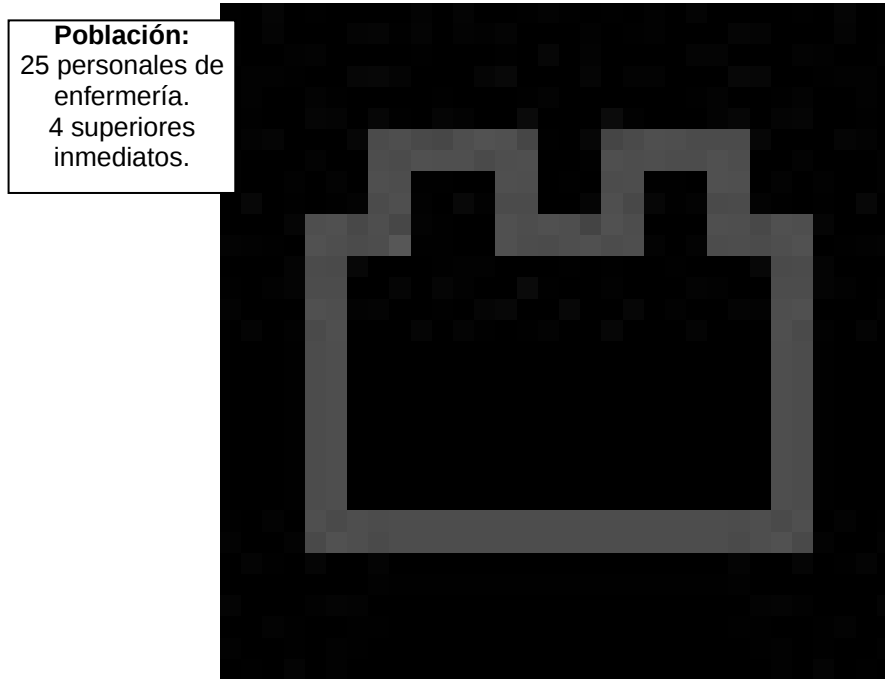 Población:
25 personales de
enfermería.
4 superiores
inmediatos.